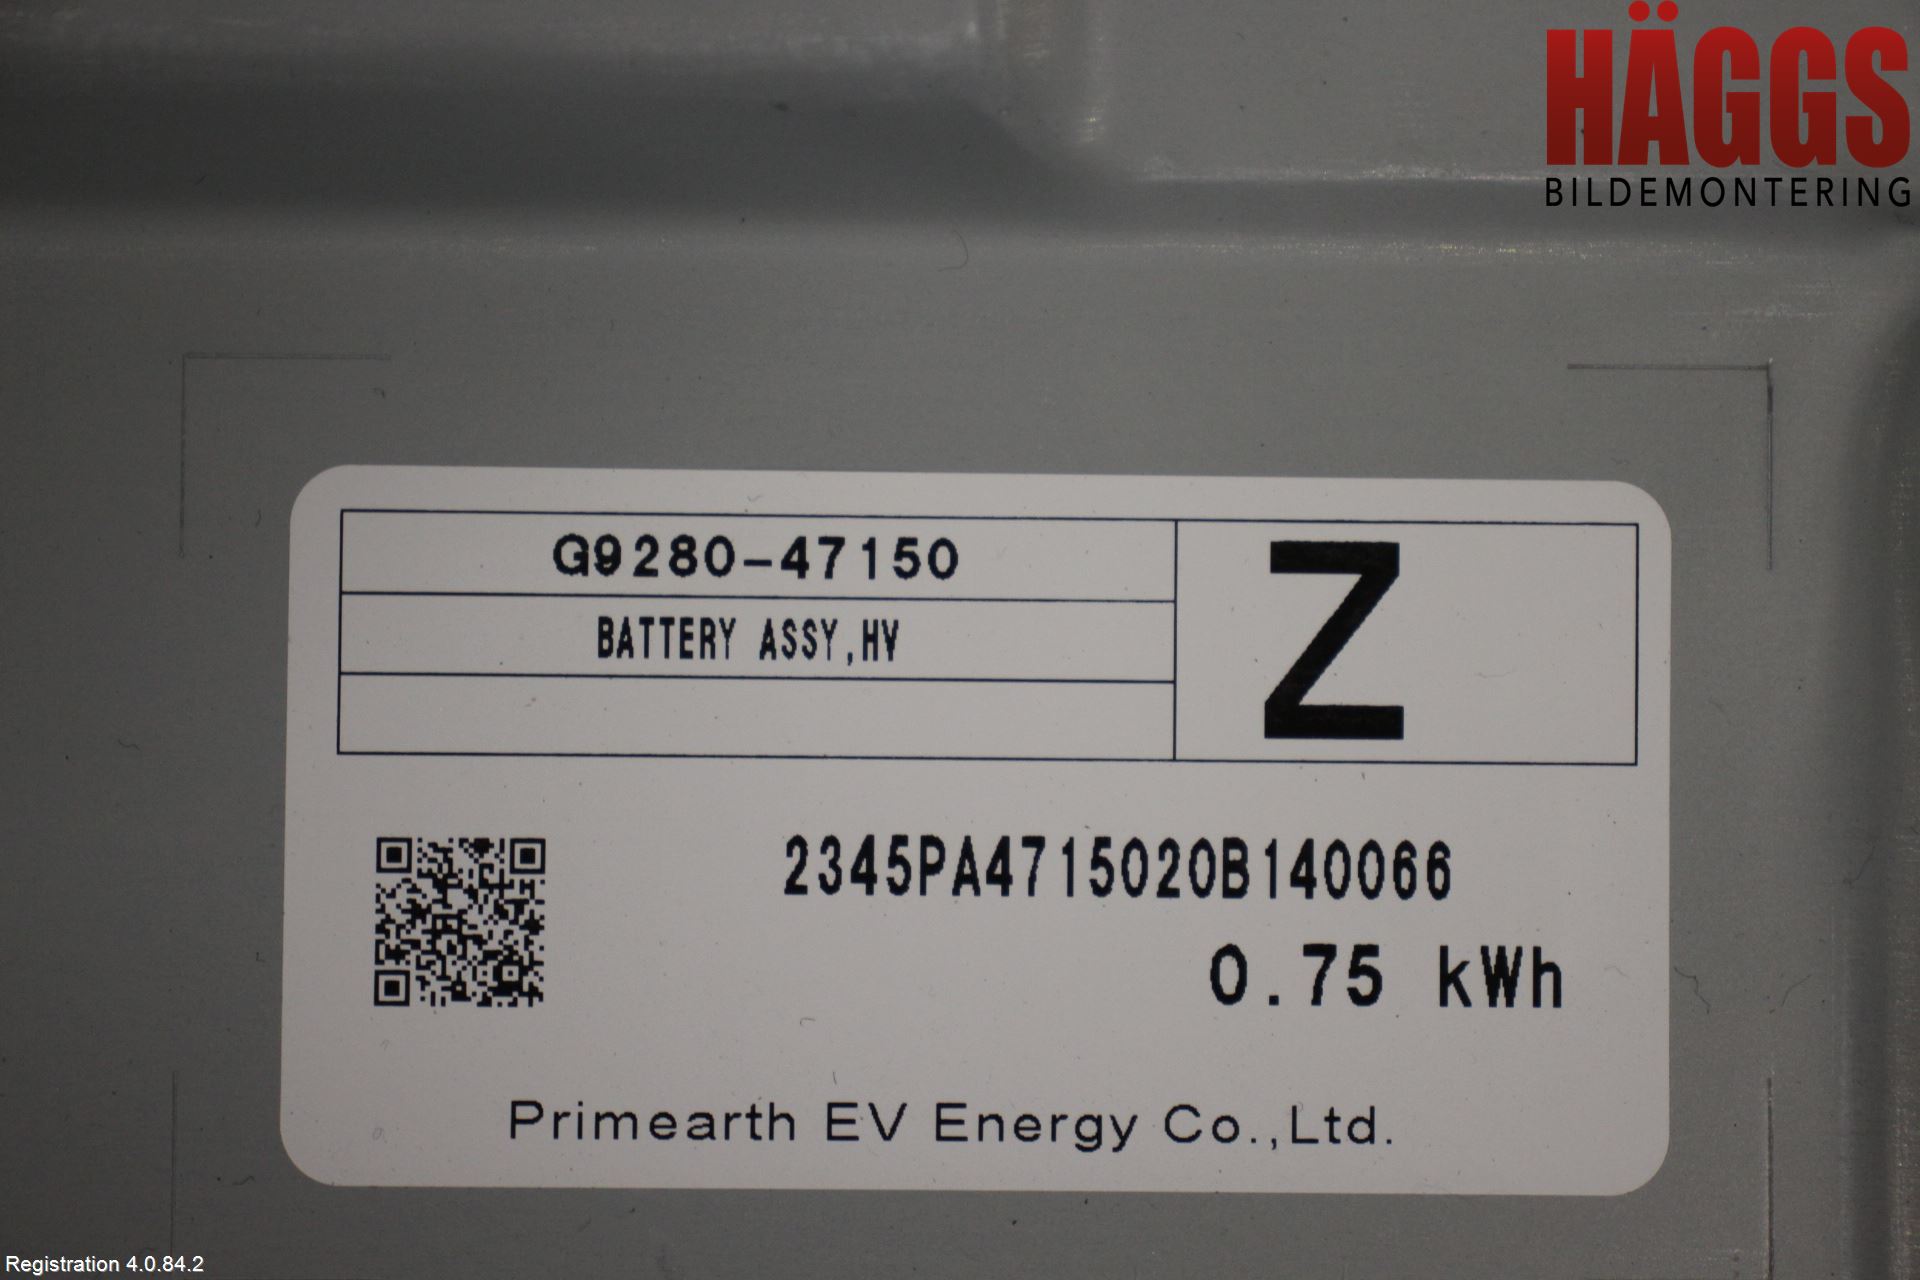 HÄGGS
BILDEMONTERING
G9280-47150
BATTERY ASSY,HV
Z
2345PA4715020B140066
0.75 kWh
Primearth EV Energy Co.,Ltd.
Registration 4.0.84.2